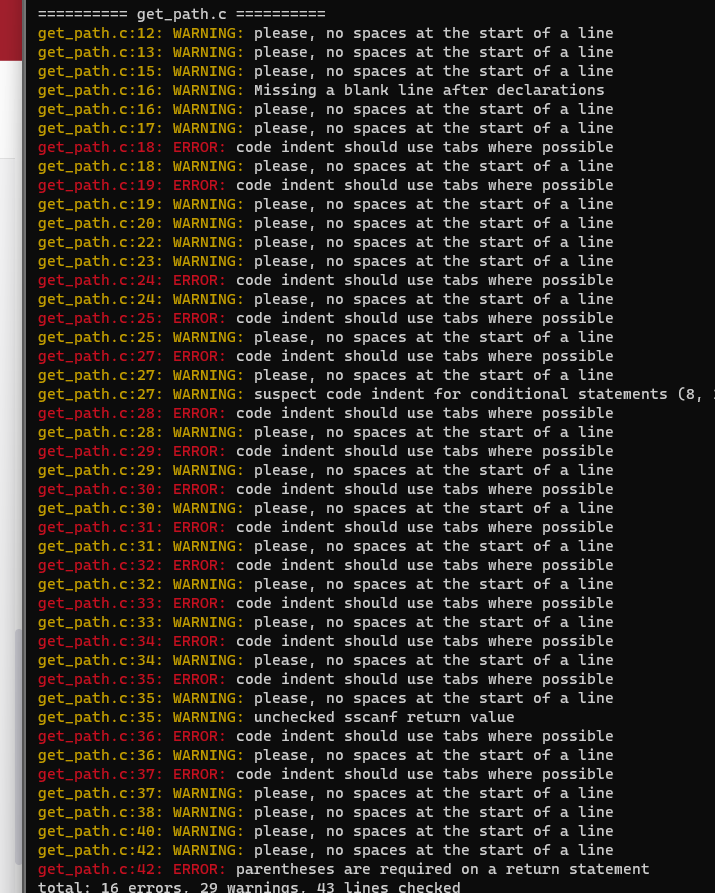 ========== get_path.c ==========
get_path.c:12: WARNING: please, no spaces at the start of a line
get_path.c:13: WARNING: please, no spaces at the start of a line
get_path.c:15: WARNING: please, no spaces at the start of a line
get_path.c:16: WARNING: Missing a blank line after declarations
get_path.c:16: WARNING: please, no spaces at the start of a line
get_path.c:17: WARNING: please, no spaces at the start of a line
get_path.c:18: ERROR: code indent should use tabs where possible
get_path.c:18: WARNING: please, no spaces at the start of a line
get_path.c:19: ERROR: code indent should use tabs where possible
get_path.c:19: WARNING: please, no spaces at the start of a line
get_path.c:20: WARNING: please, no spaces at the start of a line
get_path.c:22: WARNING: please, no spaces at the start of a line
get_path.c:23: WARNING: please, no spaces at the start of a line
get_path.c:24: ERROR: code indent should use tabs where possible
get_path.c:24: WARNING: please, no spaces at the start of a line
get_path.c:25: ERROR: code indent should use tabs where possible
get_path.c:25: WARNING: please, no spaces at the start of a line
get_path.c:27: ERROR: code indent should use tabs where possible
get_path.c:27: WARNING: please, no spaces at the start of a line
get_path.c:27: WARNING: suspect code indent for conditional statements (8,
get_path.c:28: ERROR: code indent should use tabs where possible
get_path.c:28: WARNING: please, no spaces at the start of a line
get_path.c:29: ERROR: code indent should use tabs where possible
get_path.c:29: WARNING: please, no spaces at the start of a line
get_path.c:30: ERROR: code indent should use tabs where possible
get_path.c:30: WARNING: please, no spaces at the start of a line
get_path.c:31: ERROR: code indent should use tabs where possible
get_path.c:31: WARNING: please, no spaces at the start of a line
get_path.c:32: ERROR: code indent should use tabs where possible
get_path.c:32: WARNING: please, no spaces at the start of a line
get_path.c:33: ERROR: code indent should use tabs where possible
get_path.c:33: WARNING: please, no spaces at the start of a line
get_path.c:34: ERROR: code indent should use tabs where possible
get_path.c:34: WARNING: please, no spaces at the start of a line
get_path.c:35: ERROR: code indent should use tabs where possible
get_path.c:35: WARNING: please, no spaces at the start of a line
get_path.c:35: WARNING: unchecked sscanf return value
get_path.c:36: ERROR: code indent should use tabs where possible
get_path.c:36: WARNING: please, no spaces at the start of a line
get_path.c:37: ERROR: code indent should use tabs where possible
get_path.c:37: WARNING: please, no spaces at the start of a line
get_path.c:38: WARNING: please, no spaces at the start of a line
get_path.c:40: WARNING: please, no spaces at the start of a line
get_path.c:42: WARNING: please, no spaces at the start of a line
get_path.c:42: ERROR: parentheses are required on a return statement
total: 16 errors, 29 warnings, 43 lines checked